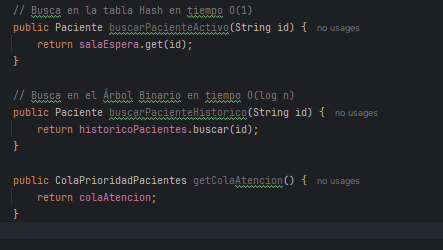 // Busca en la tabla Hash en tiempo O(1)
public Paciente buscarPacienteActivo(String id) { no usages
return salaEspera.get(id);
}
// Busca en el Árbol Binario en tiempo O(log n)
public Paciente buscarPacienteHistorico(String id) { no usages
return historicoPacientes.buscar(id);
}
public ColaPrioridadPacientes getColaAtencion() { no usages
return colaAtencion;
}